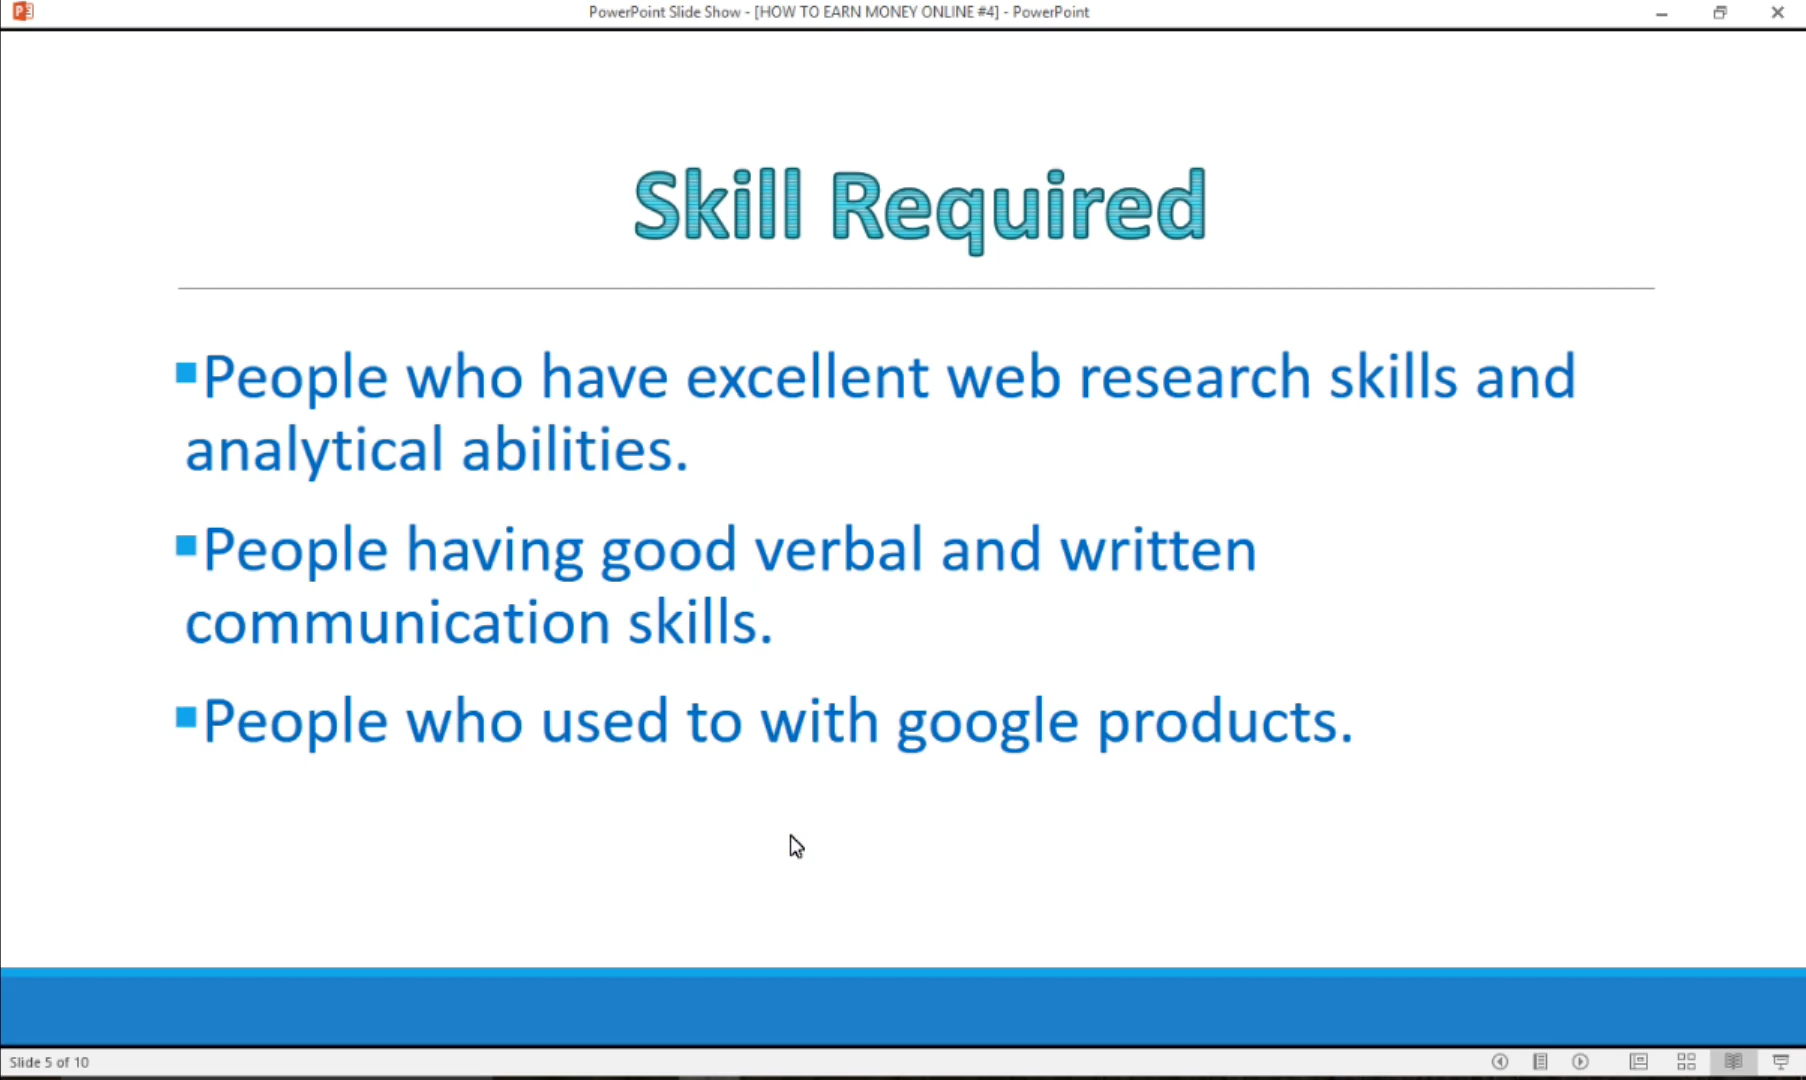 PowerPoint Slide Show - [HOW TO EARN MONEY ONLINE #4] - PowerPoint
Skill Required
▪People who have excellent web research skills and
analytical abilities.
▪People having good verbal and written
communication skills.
▪People who used to with google products.
Slide 5 of 10